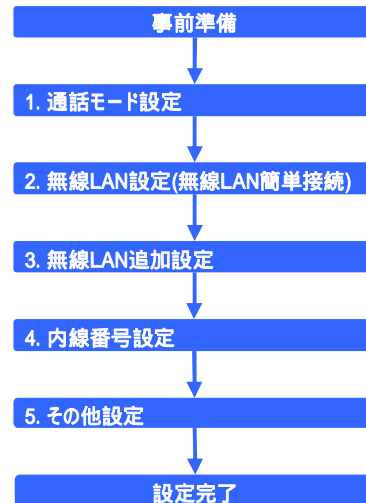 事前準備
1. 通話モード設定
2. 無線LAN設定(無線LAN簡単接続)
3. 無線LAN追加設定
4. 内線番号設定
5. その他設定
設定完了